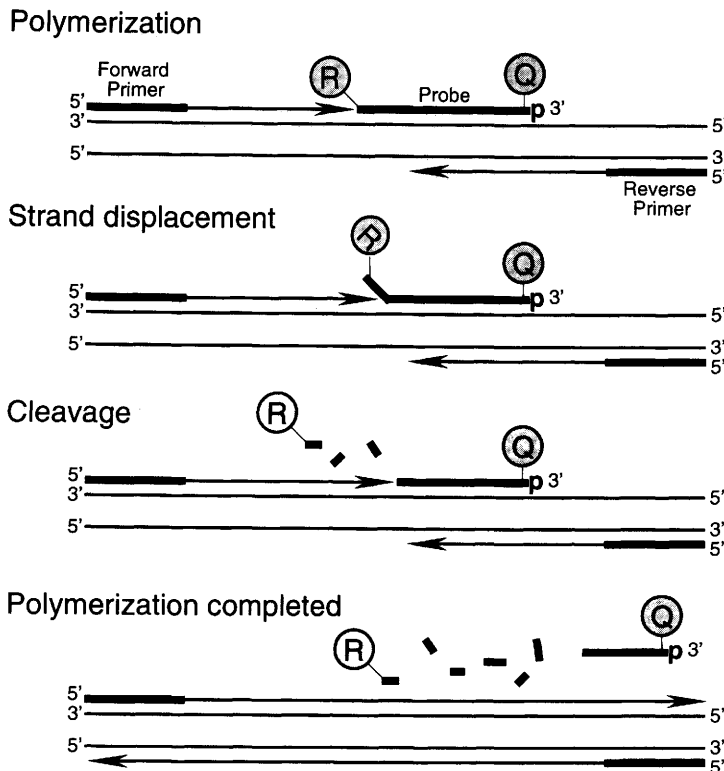 Polymerization
Forward
Primer
R
Q
Probe
p 3'
5'
3'
5'
5'
3'
5'
Reverse
Primer
Strand displacement
R
Q
5'
p 3'
3'
5'
5'
3'
5'
Cleavage
R
Q
5'
p 3'
3'
5'
5'
3'
5'
Polymerization completed
R
Q
p 3'
5'
3'
5'
5'
3'
5'